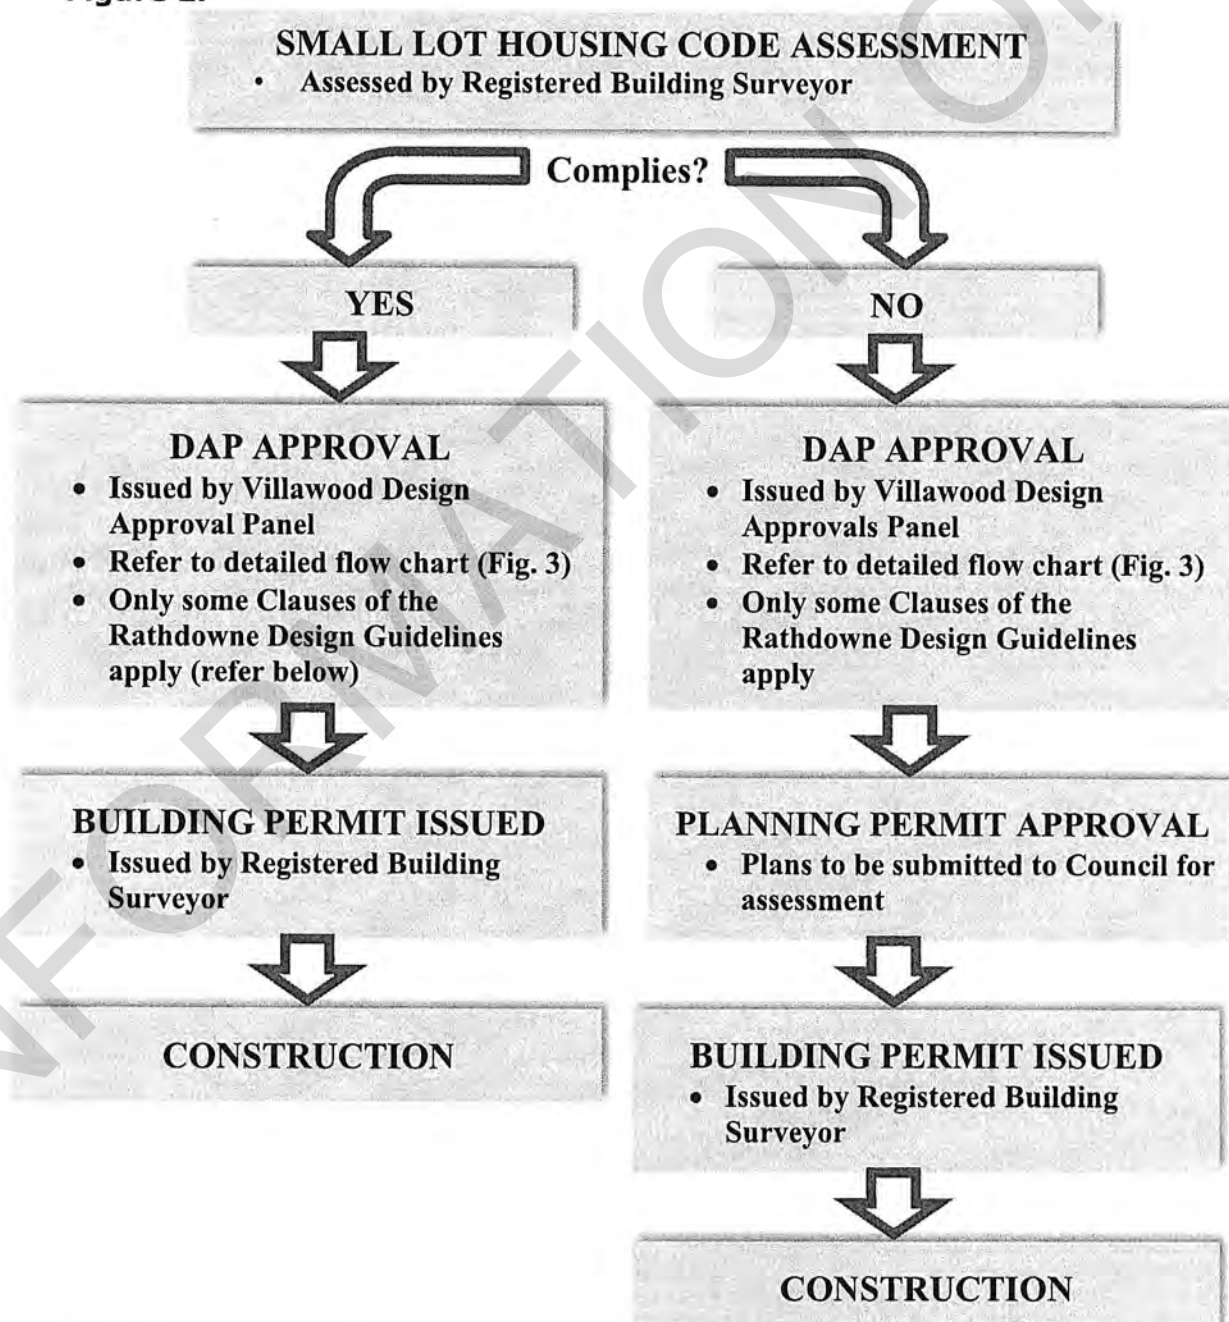 Figure 2.
SMALL LOT HOUSING CODE ASSESSMENT
• Assessed by Registered Building Surveyor
Complies?
YES
NO
DAP APPROVAL
• Issued by Villawood Design
Approval Panel
• Refer to detailed flow chart (Fig. 3)
• Only some Clauses of the
Rathdowne Design Guidelines
apply (refer below)
DAP APPROVAL
• Issued by Villawood Design
Approvals Panel
• Refer to detailed flow chart (Fig. 3)
• Only some Clauses of the
Rathdowne Design Guidelines
apply
BUILDING PERMIT ISSUED
• Issued by Registered Building
Surveyor
PLANNING PERMIT APPROVAL
• Plans to be submitted to Council for
assessment
CONSTRUCTION
BUILDING PERMIT ISSUED
• Issued by Registered Building
Surveyor
CONSTRUCTION
NFORMATION O